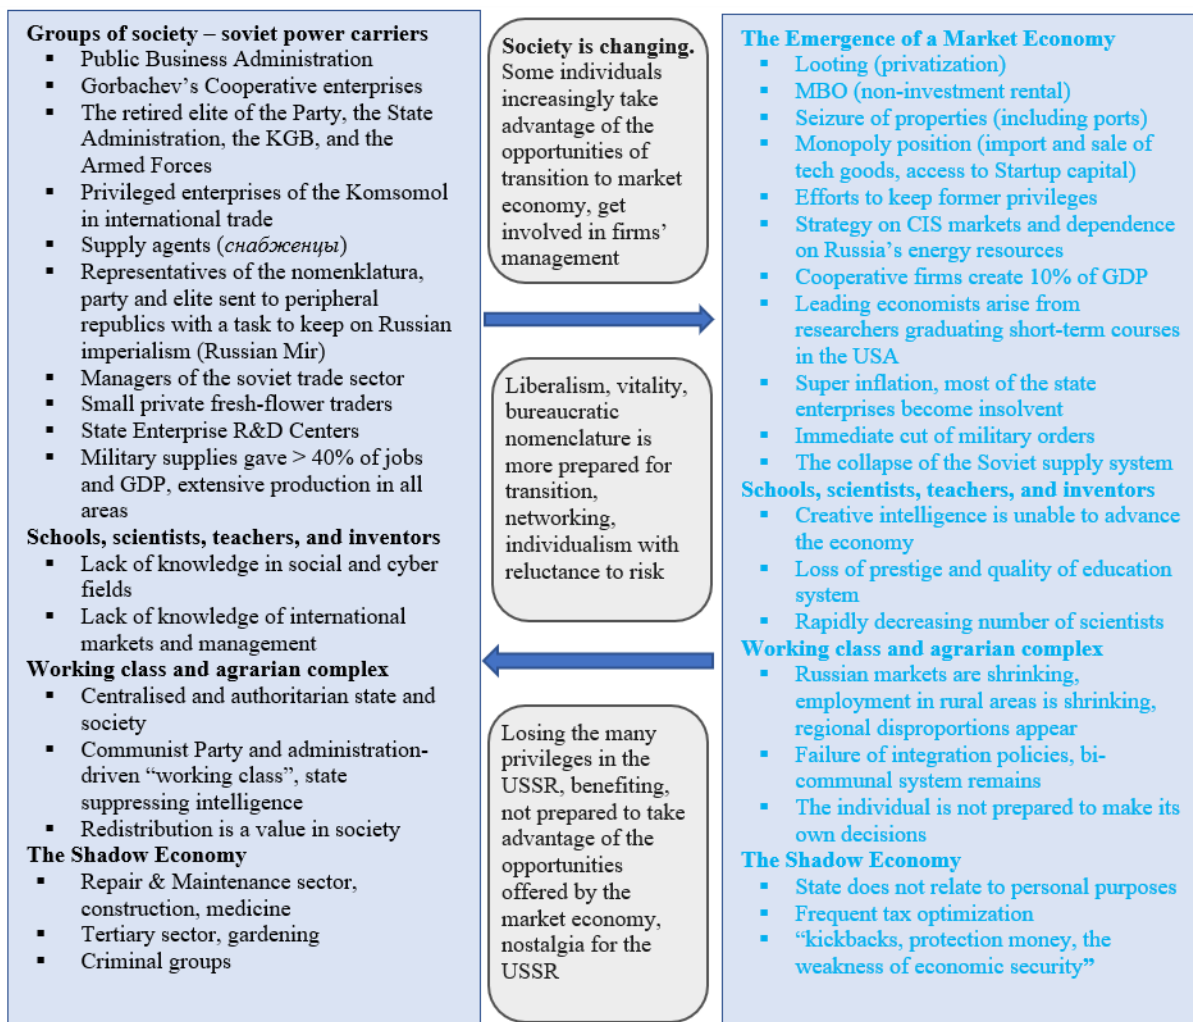 Groups of society – soviet power carriers
▪ Public Business Administration
▪ Gorbachev's Cooperative enterprises
▪ The retired elite of the Party, the State
Administration, the KGB, and the
Armed Forces
▪ Privileged enterprises of the Komsomol
in international trade
▪ Supply agents (снабженцы)
▪ Representatives of the nomenklatura,
party and elite sent to peripheral
republics with a task to keep on Russian
imperialism (Russian Mir)
▪ Managers of the soviet trade sector
▪ Small private fresh-flower traders
▪ State Enterprise R&D Centers
▪ Military supplies gave > 40% of jobs
and GDP, extensive production in all
areas
Schools, scientists, teachers, and inventors
▪ Lack of knowledge in social and cyber
fields
▪ Lack of knowledge of international
markets and management
Working class and agrarian complex
▪ Centralised and authoritarian state and
society
▪ Communist Party and administration-
driven “working class”, state
suppressing intelligence
▪ Redistribution is a value in society
The Shadow Economy
▪ Repair & Maintenance sector,
construction, medicine
▪ Tertiary sector, gardening
▪ Criminal groups
Society is changing.
Some individuals
increasingly take
advantage of the
opportunities of
transition to market
economy, get
involved in firms’
management
Liberalism, vitality,
bureaucratic
nomenclature is
more prepared for
transition,
networking,
individualism with
reluctance to risk
Losing the many
privileges in the
USSR, benefiting,
not prepared to take
advantage of the
opportunities
offered by the
market economy,
nostalgia for the
USSR
The Emergence of a Market Economy
▪ Looting (privatization)
▪ MBO (non-investment rental)
▪ Seizure of properties (including ports)
▪ Monopoly position (import and sale of
tech goods, access to Startup capital)
▪ Efforts to keep former privileges
▪ Strategy on CIS markets and dependence
on Russia’s energy resources
▪ Cooperative firms create 10% of GDP
▪ Leading economists arise from
researchers graduating short-term courses
in the USA
▪ Super inflation, most of the state
enterprises become insolvent
▪ Immediate cut of military orders
▪ The collapse of the Soviet supply system
Schools, scientists, teachers, and inventors
▪ Creative intelligence is unable to advance
the economy
▪ Loss of prestige and quality of education
system
▪ Rapidly decreasing number of scientists
Working class and agrarian complex
▪ Russian markets are shrinking,
employment in rural areas is shrinking,
regional disproportions appear
▪ Failure of integration policies, bi-
communal system remains
▪ The individual is not prepared to make its
own decisions
The Shadow Economy
▪ State does not relate to personal purposes
▪ Frequent tax optimization
▪ “kickbacks, protection money, the
weakness of economic security”